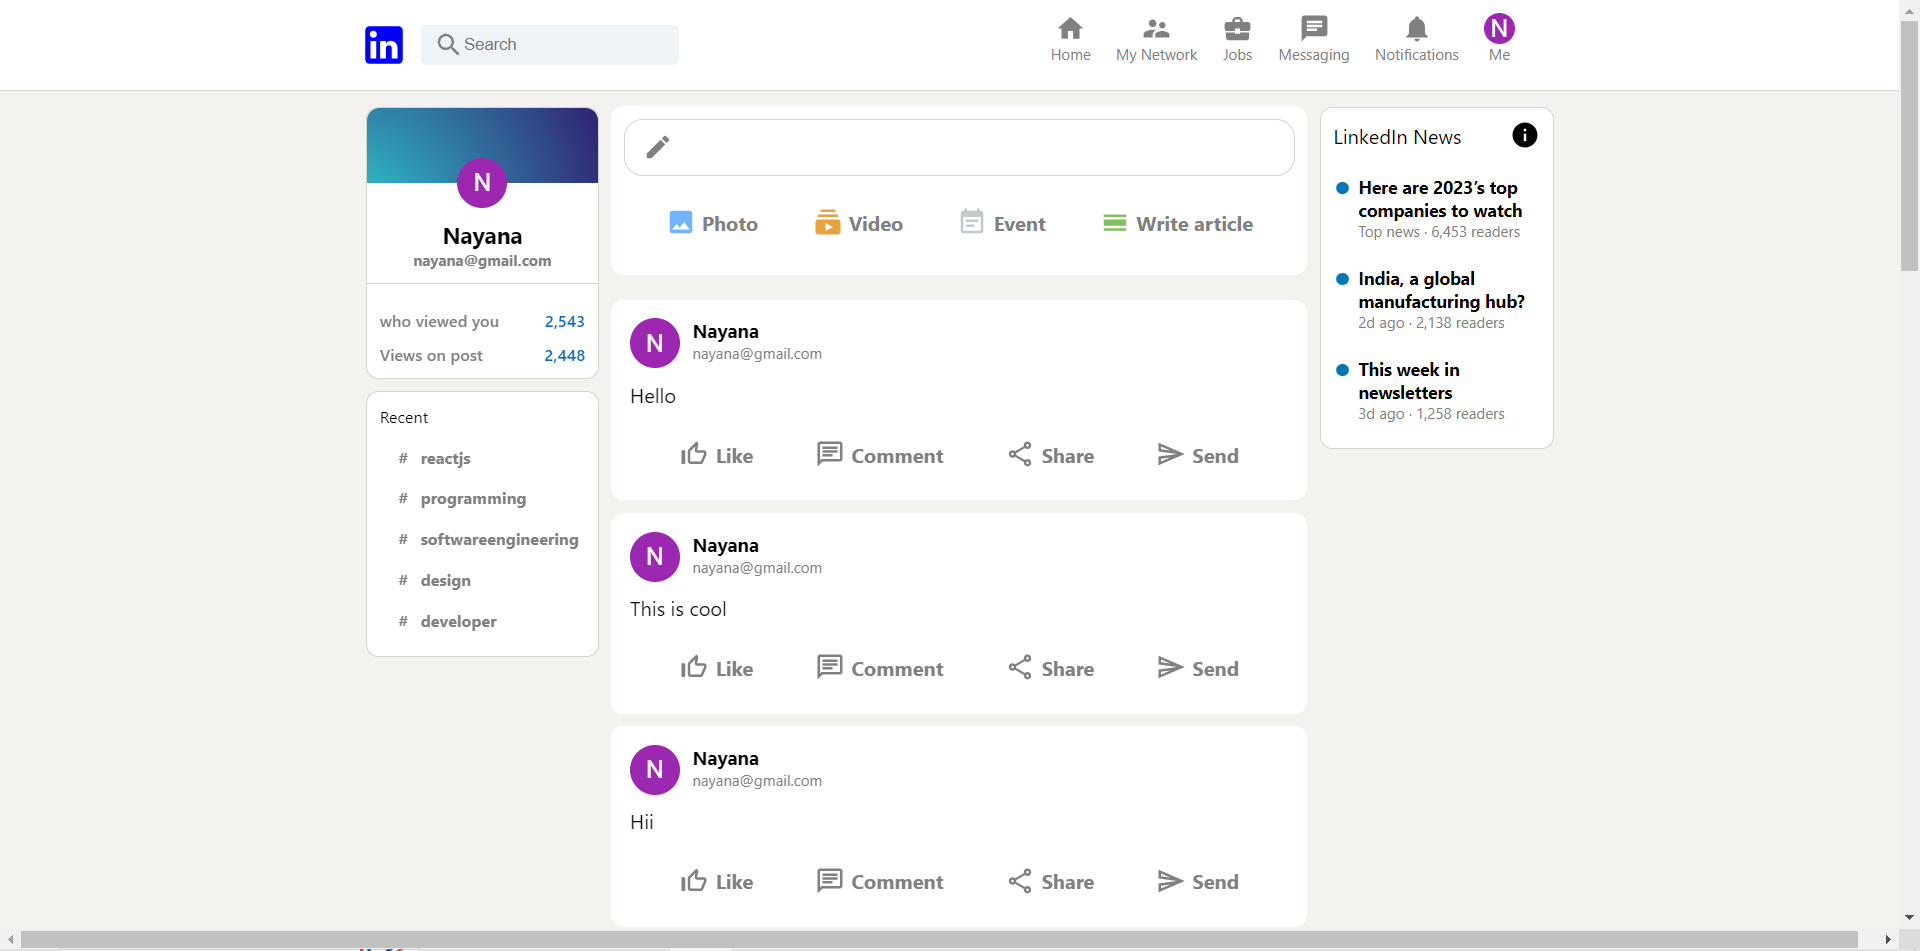 in
Search
Home
My Network
Jobs
Messaging
Notifications
N
Me
N
Nayana
nayana@gmail.com
who viewed you 2,543
Views on post 2,448
Recent
# reactjs
# programming
# softwareengineering
# design
# developer
Photo
Video
Event
Write article
N
Nayana
nayana@gmail.com
Hello
Like
Comment
Share
Send
N
Nayana
nayana@gmail.com
This is cool
Like
Comment
Share
Send
N
Nayana
nayana@gmail.com
Hii
Like
Comment
Share
Send
LinkedIn News
Here are 2023’s top
companies to watch
Top news · 6,453 readers
India, a global
manufacturing hub?
2d ago · 2,138 readers
This week in
newsletters
3d ago · 1,258 readers